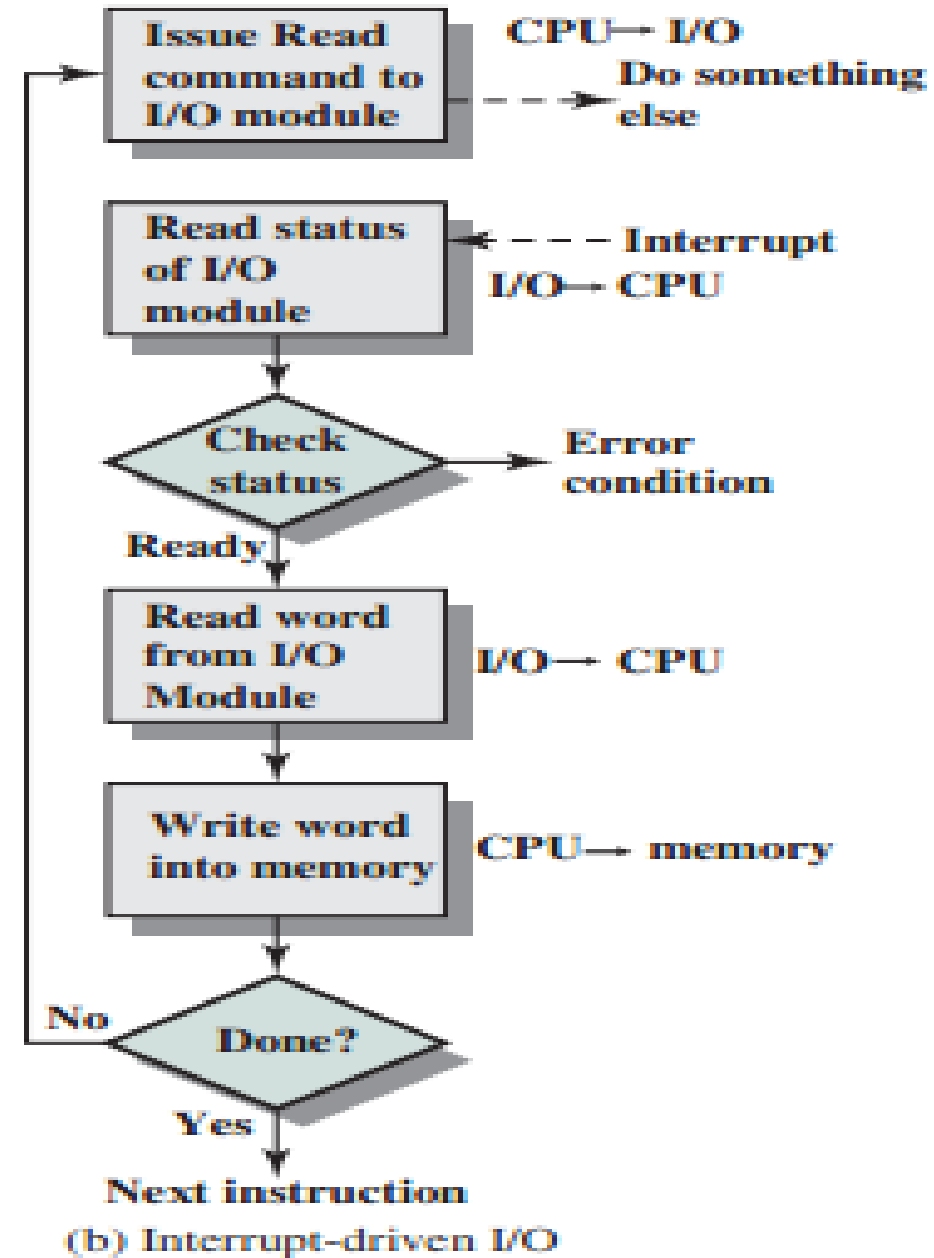 Issue Read
command to
I/O module
CPU→ I/O
Do something
else
Read status
of I/O
module
Interrupt
I/O→ CPU
Check
status
Error
condition
Ready
Read word
from I/O
Module
I/O→ CPU
Write word
into memory
CPU→ memory
No
Done?
Yes
Next instruction
(b) Interrupt-driven I/O